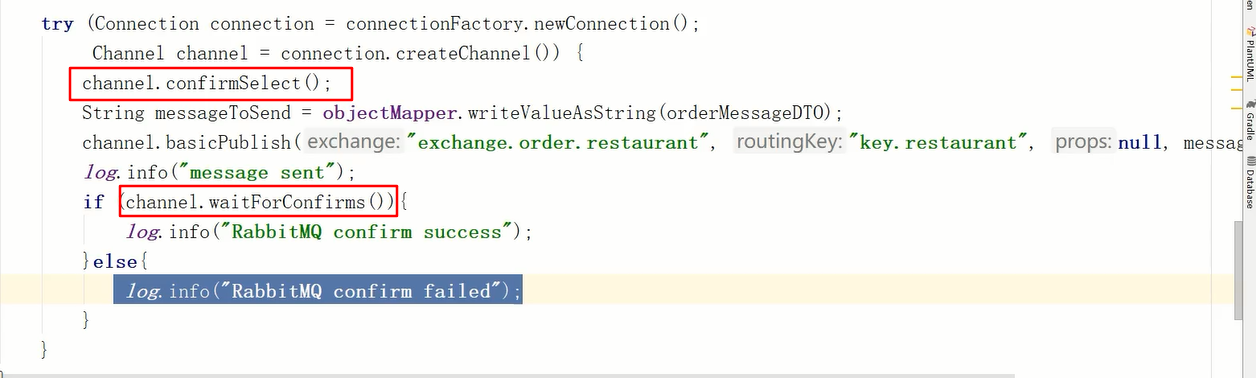 try (Connection connection = connectionFactory.newConnection();
Channel channel = connection.createChannel()) {
channel.confirmSelect();
String messageToSend = objectMapper.writeValueAsString(orderMessageDTO);
channel.basicPublish( exchange: "exchange.order.restaurant", routingKey: "key.restaurant", props: null, messag
log.info("message sent");
if (channel.waitForConfirms()){
log.info("RabbitMQ confirm success");
}else{
log.info("RabbitMQ confirm failed");
}
}
en
PlantUML
Gradle
Database